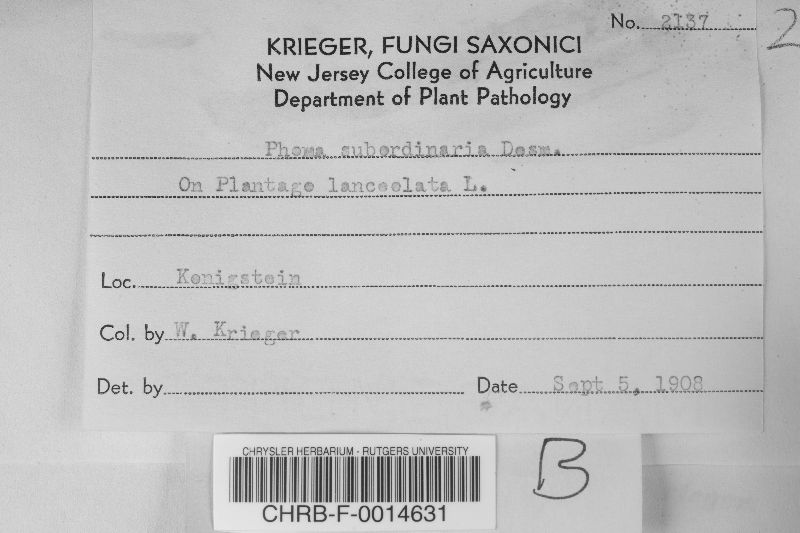 No. 2137
2
KRIEGER, FUNGI SAXONICI
New Jersey College of Agriculture
Department of Plant Pathology
Phoma subordinaria Desm.
On Plantago lanceolata L.
Loc. Konigstein
Col. by W. Krieger
Det. by
Date Sept 5, 1908
CHRYSLER HERBARIUM - RUTGERS UNIVERSITY
CHRB-F-0014631
B